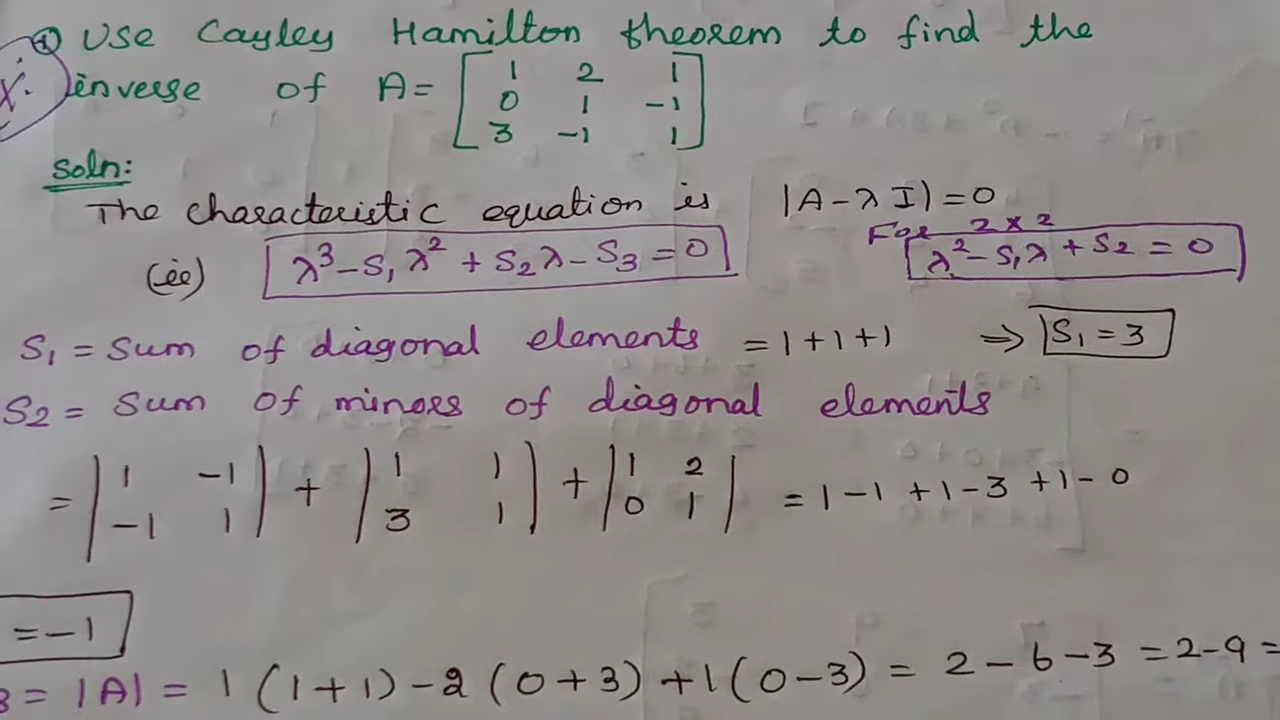 ① Use Cayley Hamilton theorem to find the
inverse of A = [1 2 1
0 1 -1
3 -1 1]
Soln:
The characteristic equation is |A - λI| = 0
(ie) λ³ - S₁λ² + S₂λ - S₃ = 0 For 2 × 2 λ² - S₁λ + S₂ = 0
S₁ = Sum of diagonal elements = 1+1+1 ⇒ S₁ = 3
S₂ = Sum of minors of diagonal elements
= |1 -1; -1 1| + |1 1; 3 1| + |1 2; 0 1| = 1-1 +1-3 +1-0
= -1
3 = |A| = 1 (1+1) -2 (0+3) +1 (0-3) = 2-6-3 = 2-9 =